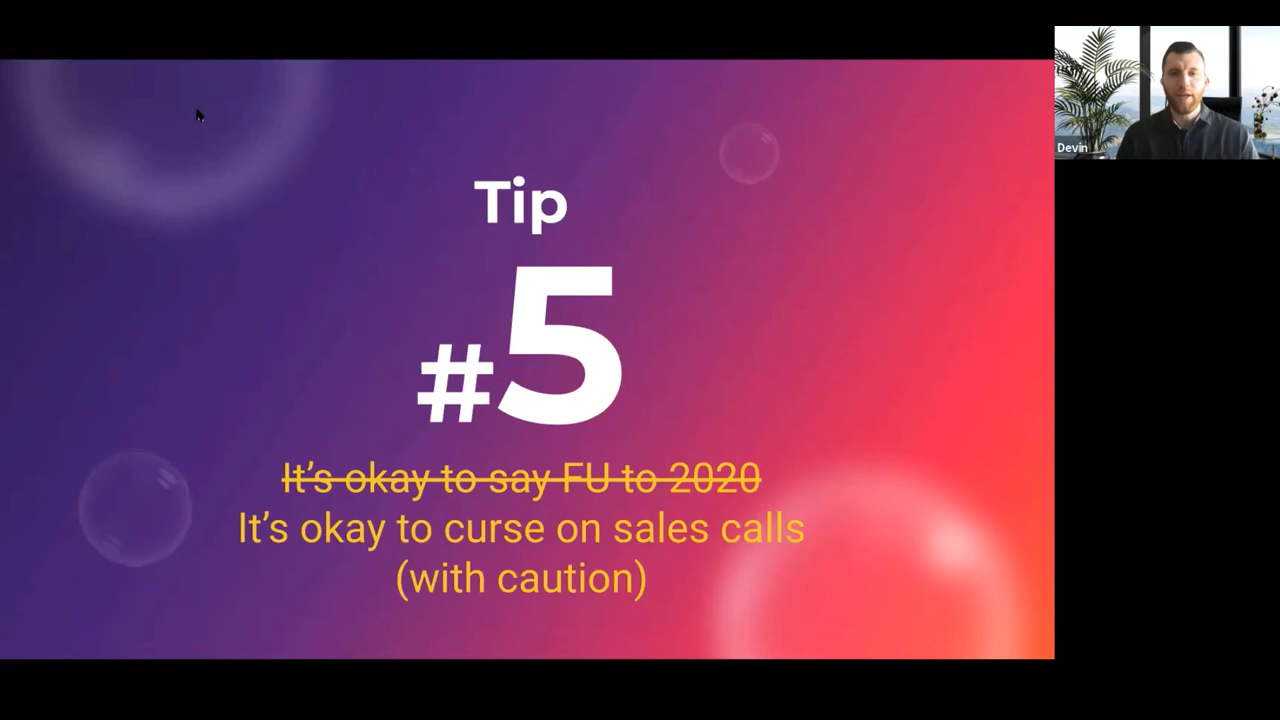 Tip
#5
It's okay to say FU to 2020
It's okay to curse on sales calls
(with caution)
Devin